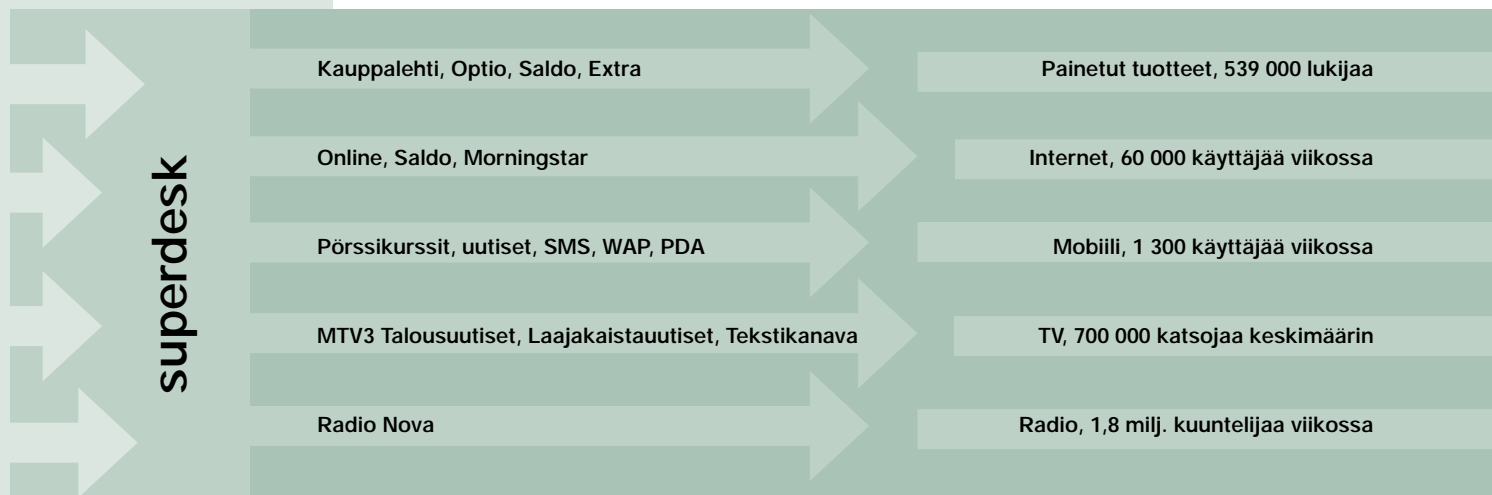 superdesk
Kauppalehti, Optio, Saldo, Extra
Painetut tuotteet, 539 000 lukijaa
Online, Saldo, Morningstar
Internet, 60 000 käyttäjää viikossa
Pörssikurssit, uutiset, SMS, WAP, PDA
Mobiili, 1 300 käyttäjää viikossa
MTV3 Talousuutiset, Laajakaistauutiset, Tekstikanava
TV, 700 000 katsojaa keskimäärin
Radio Nova
Radio, 1,8 milj. kuuntelijaa viikossa